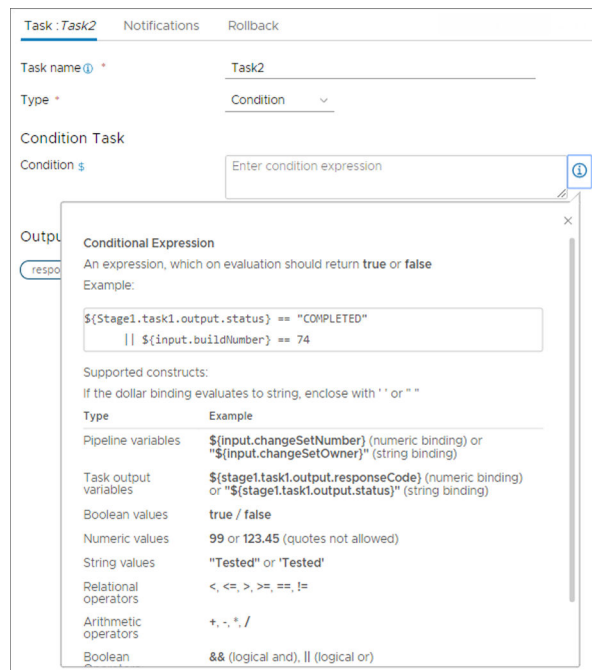 Task : Task2 Notifications Rollback
Task name * Task2
Type * Condition
Condition Task
Condition $ Enter condition expression
Outpu
respo
Conditional Expression
An expression, which on evaluation should return true or false
Example:
${Stage1.task1.output.status} == "COMPLETED"
|| ${input.buildNumber} == 74
Supported constructs:
If the dollar binding evaluates to string, enclose with ' ' or " "
Type Example
Pipeline variables ${input.changeSetNumber} (numeric binding) or
"${input.changeSetOwner}" (string binding)
Task output ${stage1.task1.output.responseCode} (numeric binding)
variables or "${stage1.task1.output.status}" (string binding)
Boolean values true / false
Numeric values 99 or 123.45 (quotes not allowed)
String values "Tested" or 'Tested'
Relational <, <=, >, >=, ==, !=
operators
Arithmetic +, -, *, /
operators
Boolean && (logical and), || (logical or)